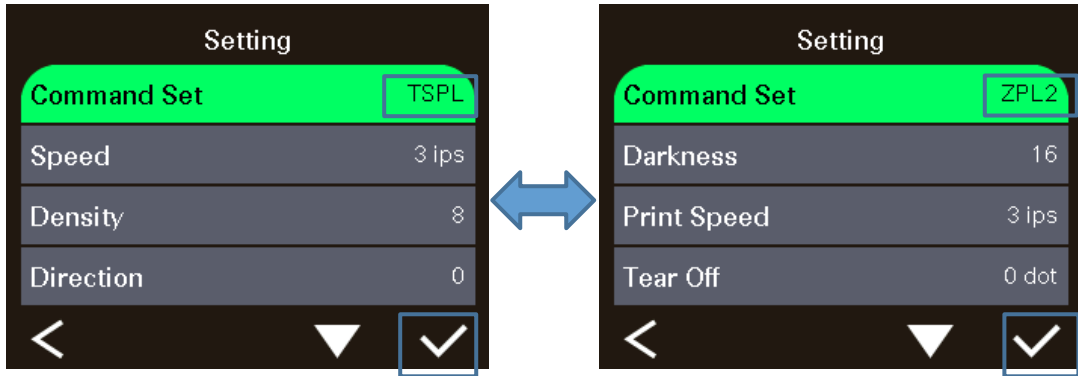 Setting
Command Set TSPL
Speed 3 ips
Density 8
Direction 0
Setting
Command Set ZPL2
Darkness 16
Print Speed 3 ips
Tear Off 0 dot